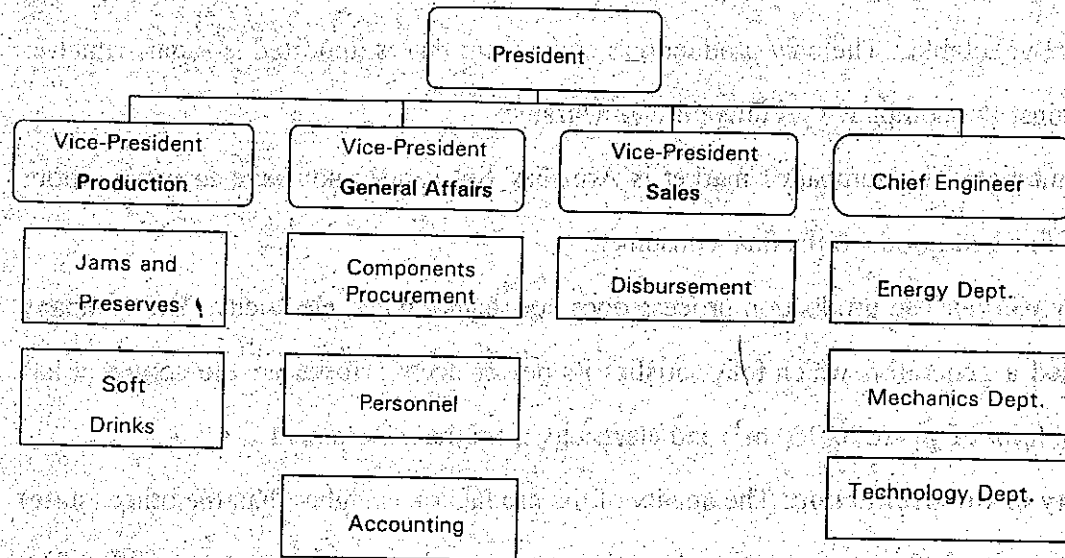 President
Vice-President
Production
Vice-President
General Affairs
Vice-President
Sales
Chief Engineer
Jams and
Preserves
Components
Procurement
Disbursement
Energy Dept.
Soft
Drinks
Personnel
Mechanics Dept.
Accounting
Technology Dept.